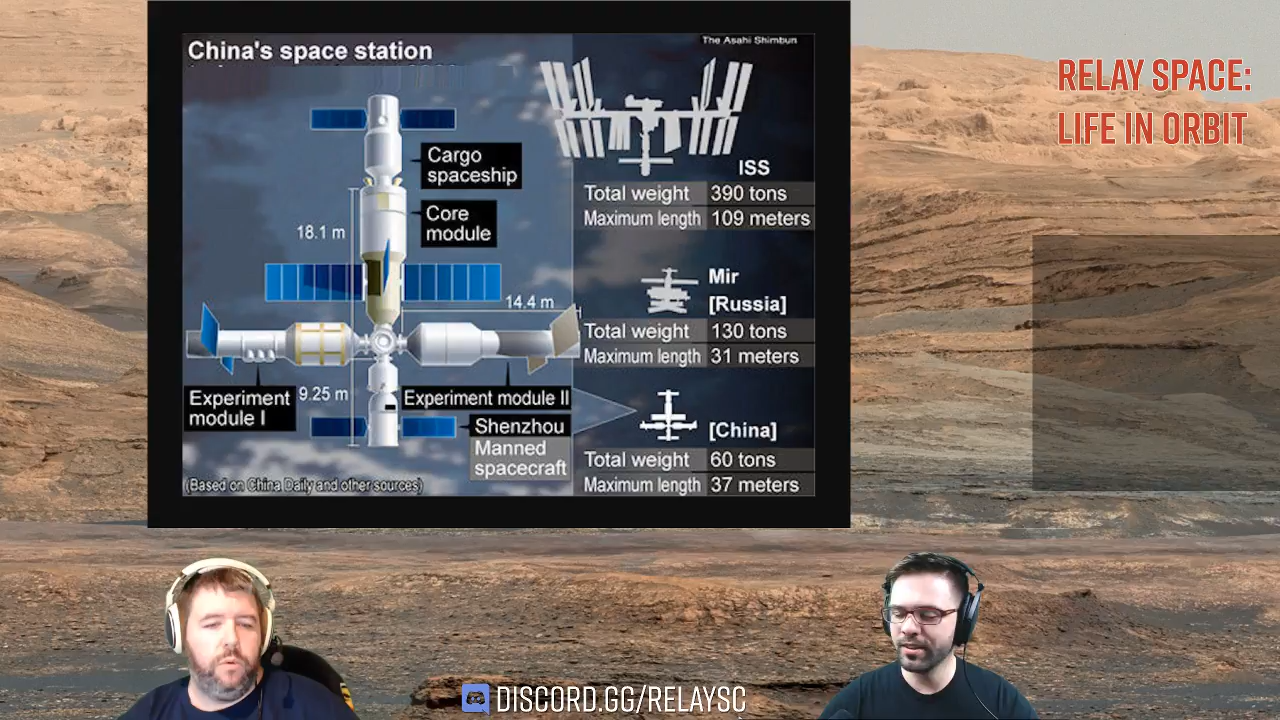 China's space station
The Asahi Shimbun
RELAY SPACE:
LIFE IN ORBIT
Cargo
spaceship
Core
module
18.1 m
14.4 m
Experiment
module I
9.25 m
Experiment module II
Shenzhou
Manned
spacecraft
(Based on China Daily and other sources)
ISS
Total weight 390 tons
Maximum length 109 meters
Mir
[Russia]
Total weight 130 tons
Maximum length 31 meters
[China]
Total weight 60 tons
Maximum length 37 meters
DISCORD.GG/RELAYSC